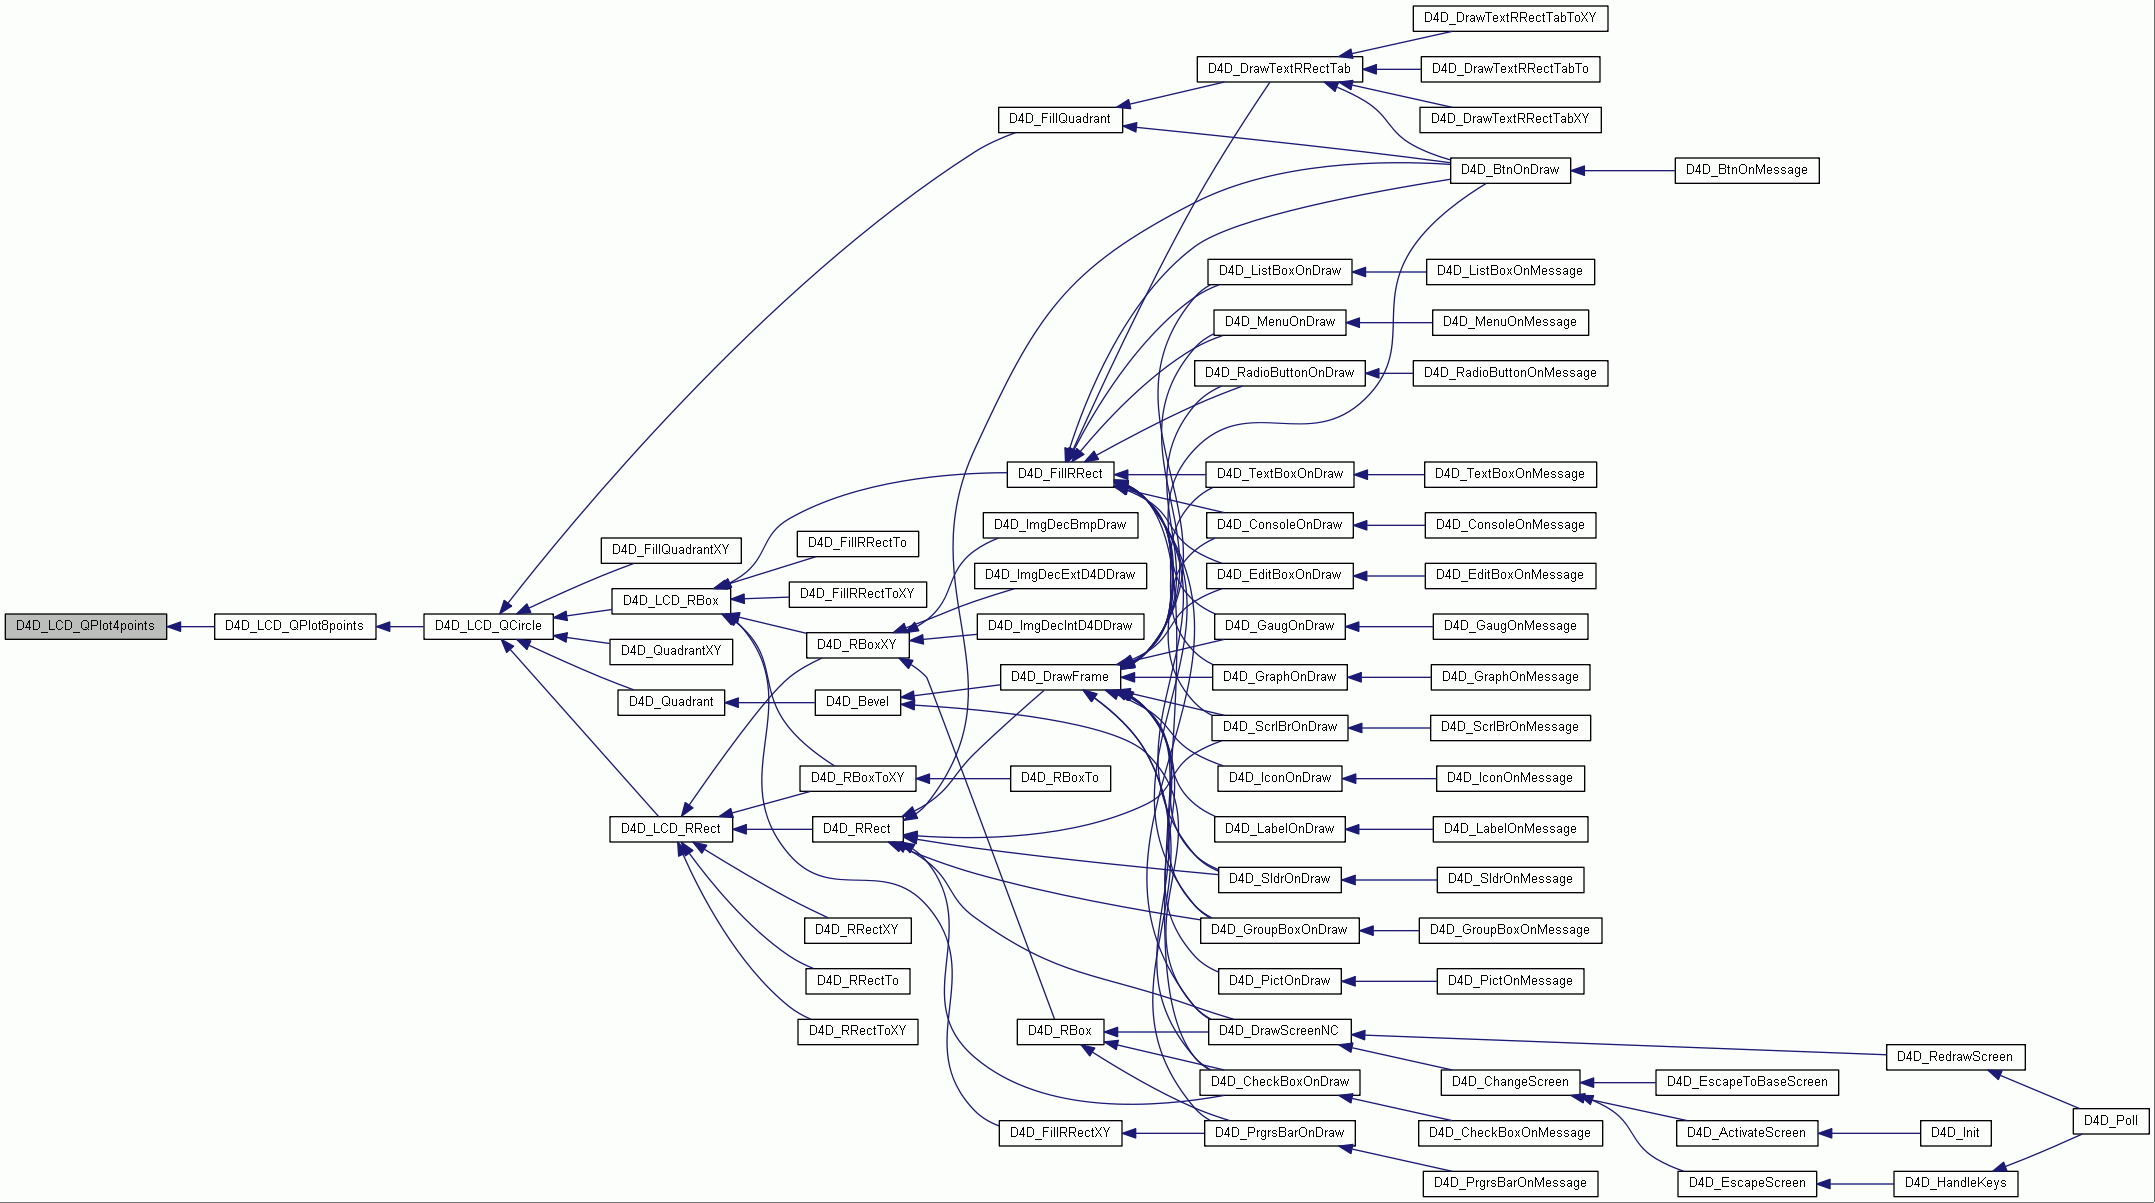 D4D_DrawTextRRectTabToXY
D4D_DrawTextRRectTab
D4D_DrawTextRRectTabTo
D4D_FillQuadrant
D4D_DrawTextRRectTabXY
D4D_BtnOnDraw
D4D_BtnOnMessage
D4D_ListBoxOnDraw
D4D_ListBoxOnMessage
D4D_MenuOnDraw
D4D_MenuOnMessage
D4D_RadioButtonOnDraw
D4D_RadioButtonOnMessage
D4D_FillRRect
D4D_TextBoxOnDraw
D4D_TextBoxOnMessage
D4D_ImgDecBmpDraw
D4D_ConsoleOnDraw
D4D_ConsoleOnMessage
D4D_FillQuadrantXY
D4D_FillRRectTo
D4D_ImgDecExtD4DDraw
D4D_EditBoxOnDraw
D4D_EditBoxOnMessage
D4D_LCD_RBox
D4D_FillRRectToXY
D4D_LCD_QPlot4points
D4D_LCD_QPlot8points
D4D_LCD_QCircle
D4D_ImgDecIntD4DDraw
D4D_GaugOnDraw
D4D_GaugOnMessage
D4D_QuadrantXY
D4D_RBoxXY
D4D_DrawFrame
D4D_GraphOnDraw
D4D_GraphOnMessage
D4D_Quadrant
D4D_Bevel
D4D_ScrlBrOnDraw
D4D_ScrlBrOnMessage
D4D_RBoxToXY
D4D_RBoxTo
D4D_IconOnDraw
D4D_IconOnMessage
D4D_LCD_RRect
D4D_RRect
D4D_LabelOnDraw
D4D_LabelOnMessage
D4D_SldrOnDraw
D4D_SldrOnMessage
D4D_RRectXY
D4D_GroupBoxOnDraw
D4D_GroupBoxOnMessage
D4D_RRectTo
D4D_PictOnDraw
D4D_PictOnMessage
D4D_RRectToXY
D4D_RBox
D4D_DrawScreenNC
D4D_RedrawScreen
D4D_CheckBoxOnDraw
D4D_ChangeScreen
D4D_EscapeToBaseScreen
D4D_Poll
D4D_FillRRectXY
D4D_PrgrsBarOnDraw
D4D_CheckBoxOnMessage
D4D_ActivateScreen
D4D_Init
D4D_PrgrsBarOnMessage
D4D_EscapeScreen
D4D_HandleKeys